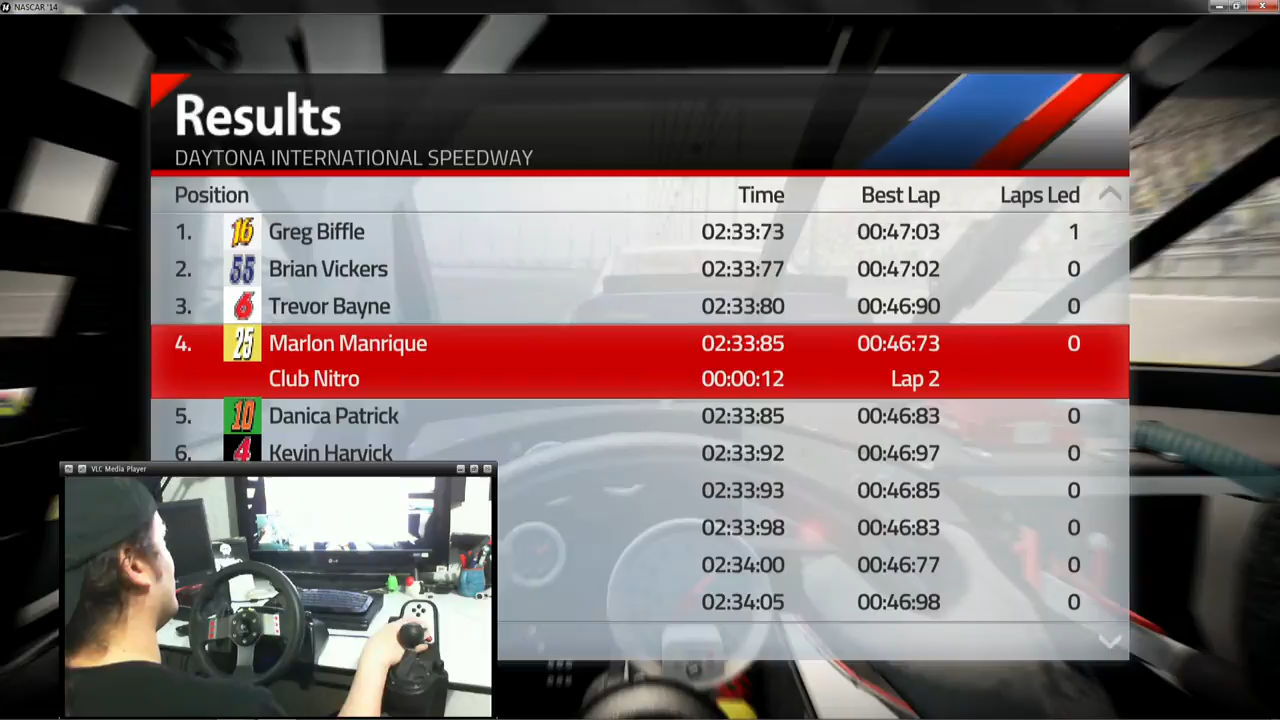 NASCAR '14
Results
DAYTONA INTERNATIONAL SPEEDWAY
Position Time Best Lap Laps Led
1. 16 Greg Biffle 02:33:73 00:47:03 1
2. 55 Brian Vickers 02:33:77 00:47:02 0
3. 6 Trevor Bayne 02:33:80 00:46:90 0
4. 25 Marlon Manrique 02:33:85 00:46:73 0
Club Nitro 00:00:12 Lap 2
5. 10 Danica Patrick 02:33:85 00:46:83 0
6. 4 Kevin Harvick 02:33:92 00:46:97 0
02:33:93 00:46:85 0
02:33:98 00:46:83 0
02:34:00 00:46:77 0
02:34:05 00:46:98 0
VLC Media Player
LG